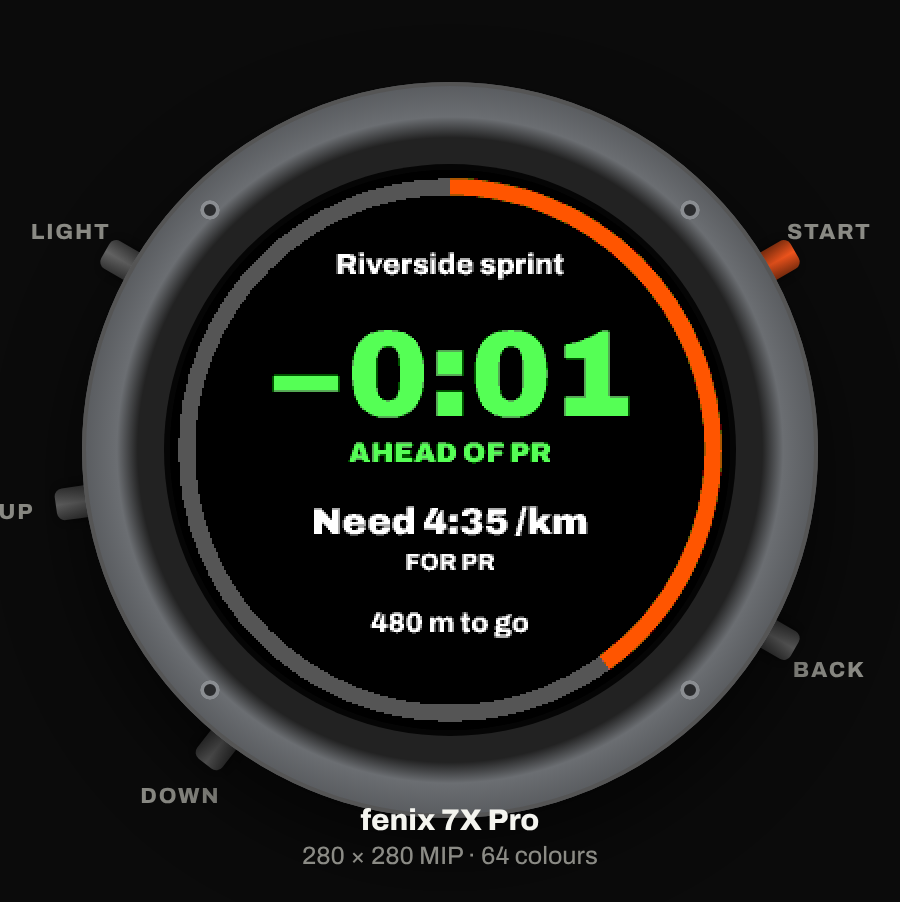 LIGHT
START
Riverside sprint
–0:01
AHEAD OF PR
Need 4:35 /km
FOR PR
UP
480 m to go
BACK
DOWN
fenix 7X Pro
280 × 280 MIP · 64 colours